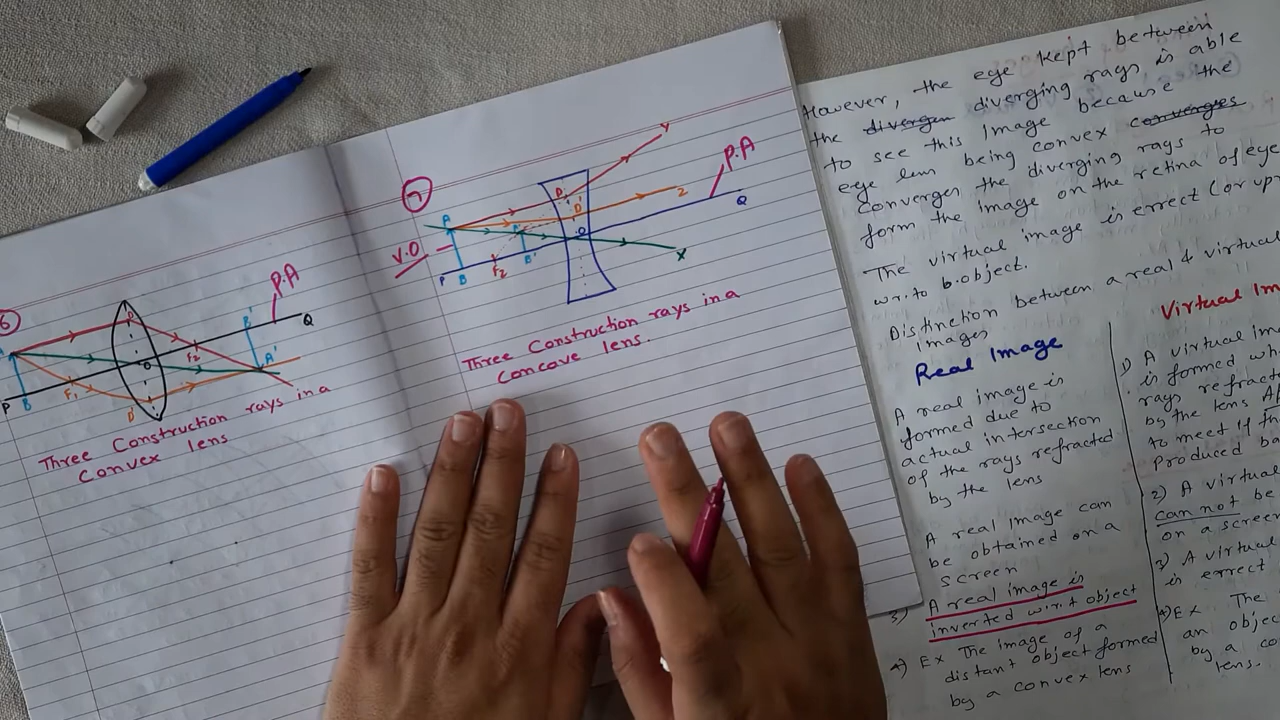 6
A
B
P
F₁
D
D'
O
F₂
B'
A'
P.A
Q
Three Construction rays in a
Convex lens
7
V.O
A
B
P
F₂
A'
B'
D
D'
O
Y
Z
X
P.A
Q
Three Construction rays in a
Concave lens.
However, the eye kept between
the divergen diverging rays is able
to see this Image because the
eye lens being convex converges
converges the diverging rays to
form the image on the retina of eye
The virtual image is errect (or upr
w.r.to b.object.
Distinction between a real & virtual
images
Real Image
A real image is
formed due to
actual intersection
of the rays refracted
by the lens
A real Image can
be obtained on a
screen
3) A real image is
inverted w.r.t object
4) Ex The image of a
distant object formed
by a convex lens
Virtual Im
1) A virtual im
is formed wh
rays refract
by the lens
to meet if
produced ba
2) A virtual
can not be
on a screen
3) A virtual
is errect
4) Ex The
an objec
by a co
lens.